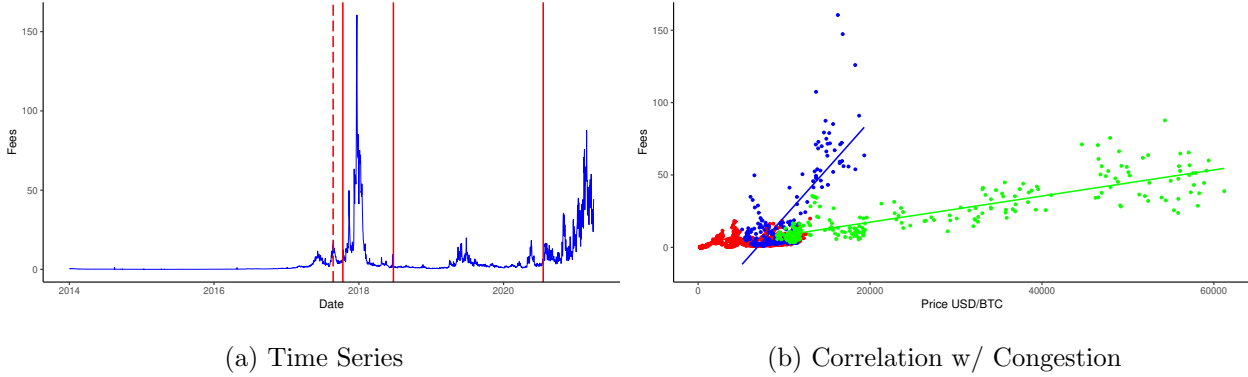 150
100
50
0
Fees
2014
2016
2018
2020
Date
(a) Time Series
150
100
50
0
Fees
0
20000
40000
60000
Price USD/BTC
(b) Correlation w/ Congestion